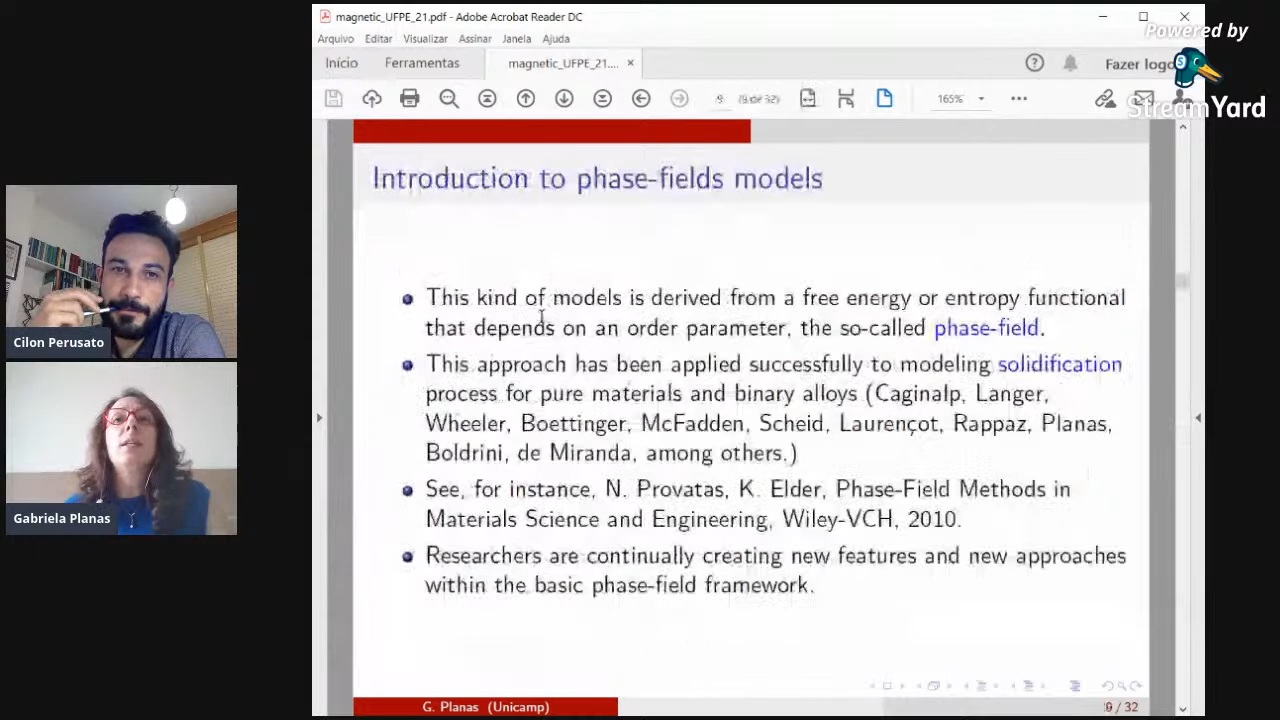 magnetic_UFPE_21.pdf - Adobe Acrobat Reader DC
Arquivo Editar Visualizar Assinar Janela Ajuda
Início Ferramentas magnetic_UFPE_21.... × Fazer logo
9 (9 de 32) 165%
Powered by
StreamYard
Introduction to phase-fields models
This kind of models is derived from a free energy or entropy functional
that depends on an order parameter, the so-called phase-field.
This approach has been applied successfully to modeling solidification
process for pure materials and binary alloys (Caginalp, Langer,
Wheeler, Boettinger, McFadden, Scheid, Laurençot, Rappaz, Planas,
Boldrini, de Miranda, among others.)
See, for instance, N. Provatas, K. Elder, Phase-Field Methods in
Materials Science and Engineering, Wiley-VCH, 2010.
Researchers are continually creating new features and new approaches
within the basic phase-field framework.
G. Planas (Unicamp)
9 / 32
Cilon Perusato
Gabriela Planas